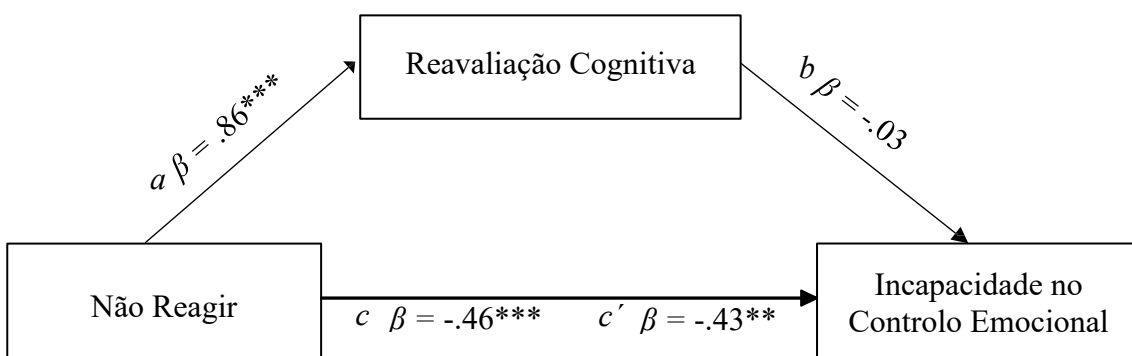 Reavaliação Cognitiva
a β = .86***
b β = -.03
Não Reagir
c β = -.46***
c´ β = -.43**
Incapacidade no
Controlo Emocional